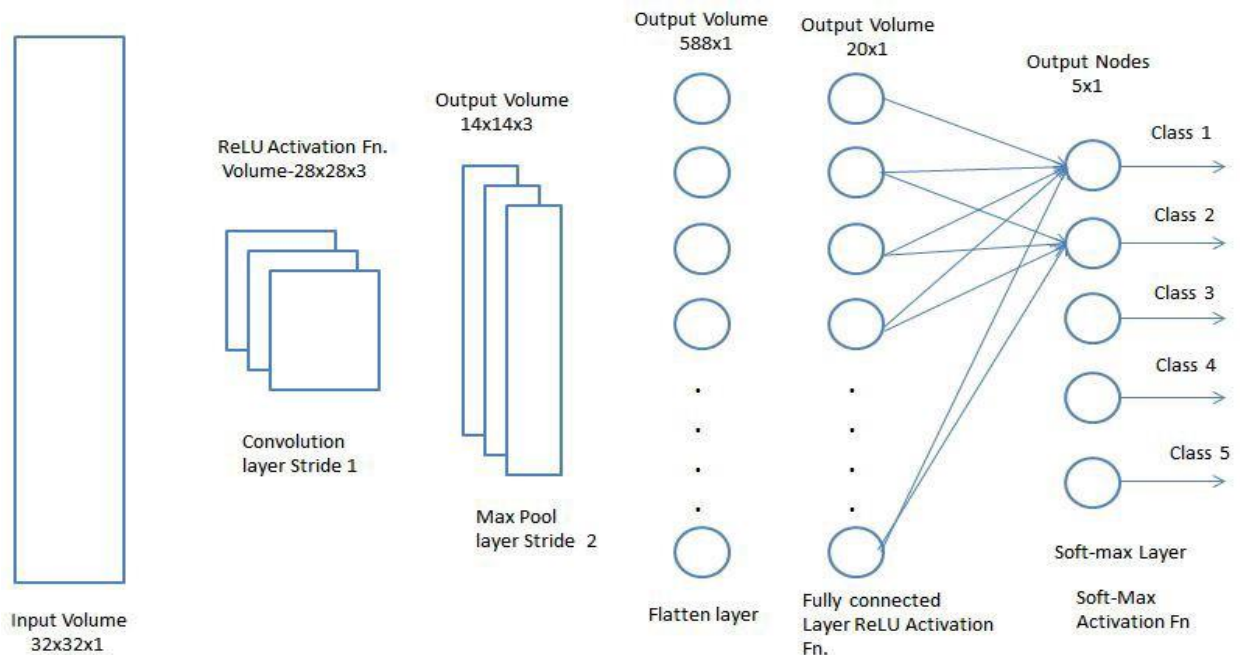 Input Volume
32x32x1
ReLU Activation Fn.
Volume-28x28x3
Convolution
layer Stride 1
Output Volume
14x14x3
Max Pool
layer Stride 2
Output Volume
588x1
Flatten layer
Output Volume
20x1
Fully connected
Layer ReLU Activation
Fn.
Output Nodes
5x1
Class 1
Class 2
Class 3
Class 4
Class 5
Soft-max Layer
Soft-Max
Activation Fn